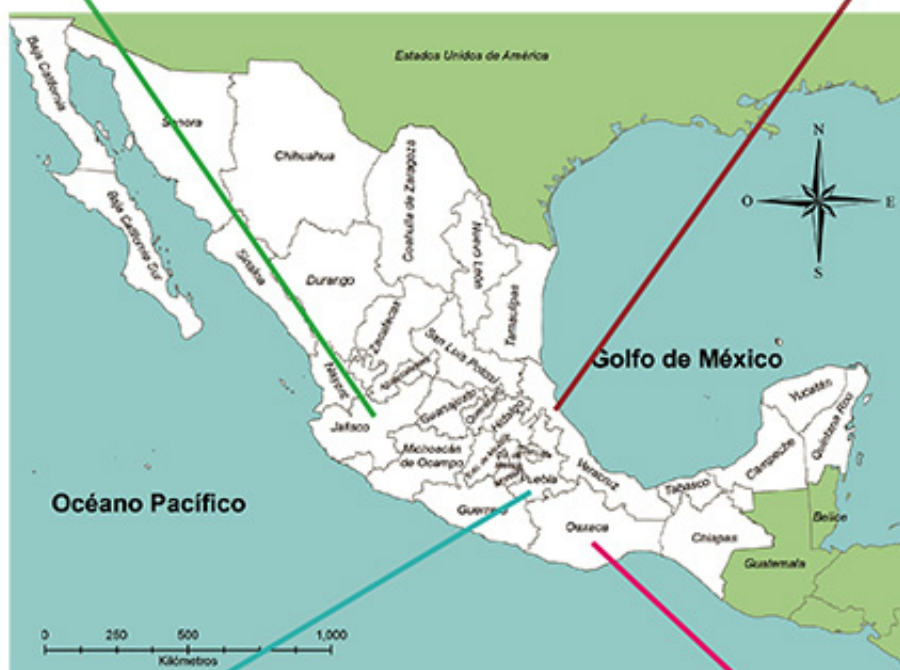 Estados Unidos de América
Baja California
Sonora
Chihuahua
Coahuila de Zaragoza
Nuevo León
Baja California Sur
Sinaloa
Durango
Tamaulipas
Zacatecas
San Luis Potosí
Golfo de México
Nayarit
Guanajuato
Hidalgo
Jalisco
Michoacán
de Ocampo
Puebla
Veracruz
Tabasco
Campeche
Yucatán
Quintana Roo
Océano Pacífico
Guerrero
Oaxaca
Chiapas
Belice
Guatemala
N
O
E
S
0 250 500 1,000
Kilómetros